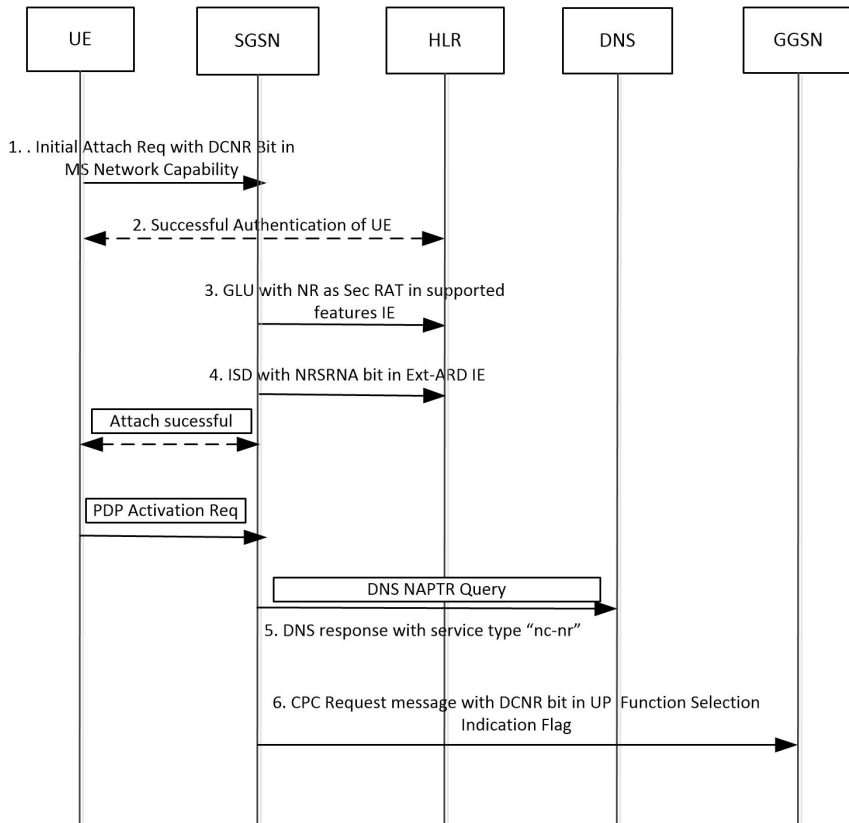 UE
SGSN
HLR
DNS
GGSN
1. . Initial Attach Req with DCNR Bit in
MS Network Capability
2. Successful Authentication of UE
3. GLU with NR as Sec RAT in supported
features IE
4. ISD with NRSRNA bit in Ext-ARD IE
Attach sucessful
PDP Activation Req
DNS NAPTR Query
5. DNS response with service type “nc-nr”
6. CPC Request message with DCNR bit in UP Function Selection
Indication Flag